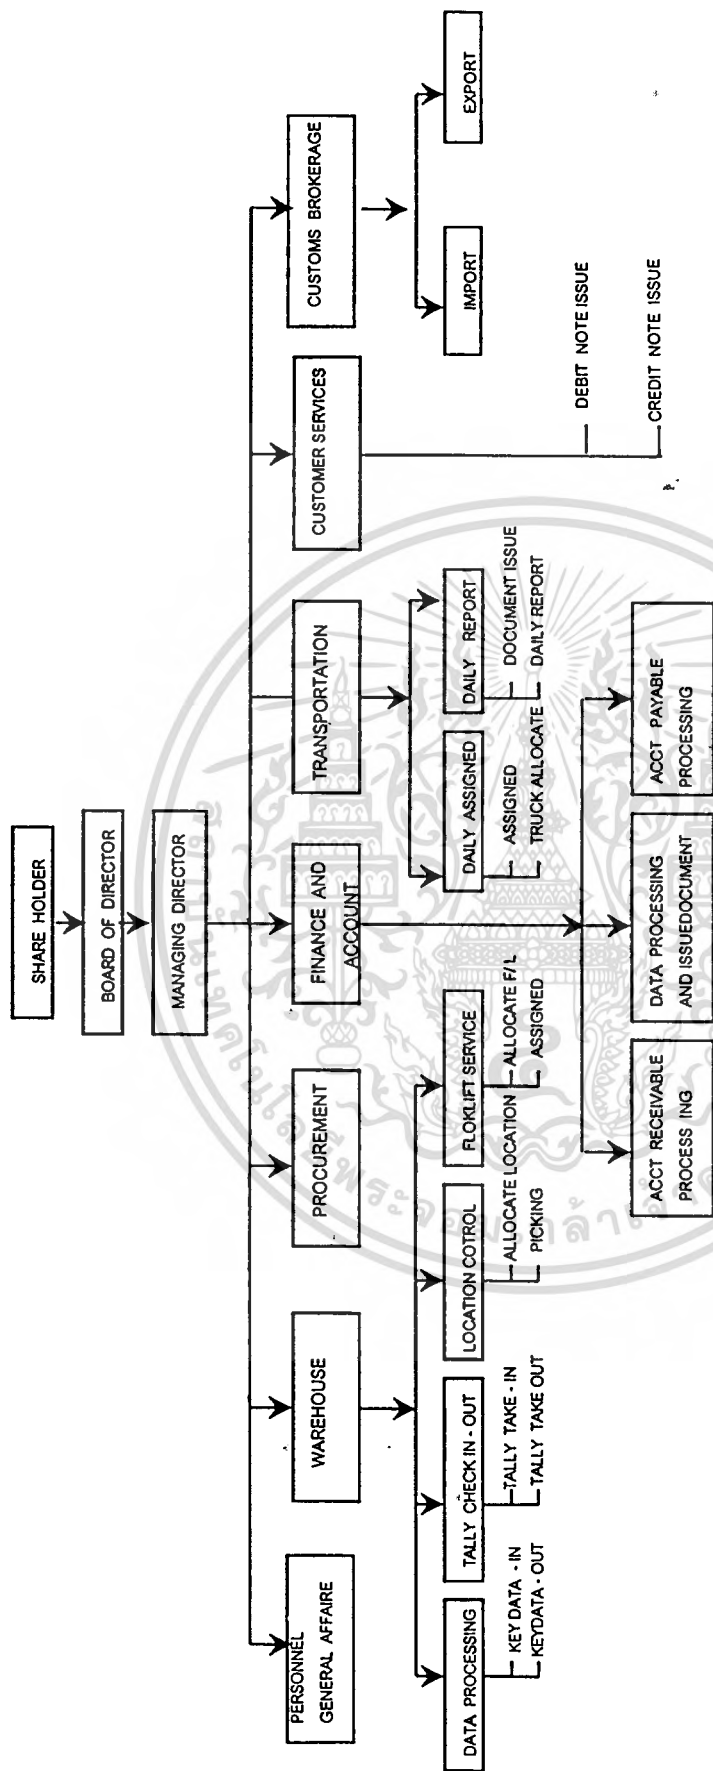 SHARE HOLDER
BOARD OF DIRECTOR
MANAGING DIRECTOR
PERSONNEL
GENERAL AFFAIRE
WAREHOUSE
PROCUREMENT
FINANCE AND
ACCOUNT
TRANSPORTATION
CUSTOMER SERVICES
CUSTOMS BROKERAGE
DATA PROCESSING
KEY DATA - IN
KEYDATA - OUT
TALLY CHECK IN - OUT
TALLY TAKE - IN
TALLY TAKE OUT
LOCATION COTROL
ALLOCATE LOCATION
PICKING
FLOKLIFT SERVICE
ALLOCATE F/L
ASSIGNED
DAILY ASSIGNED
ASSIGNED
TRUCK ALLOCATE
DAILY REPORT
DOCUMENT ISSUE
DAILY REPORT
IMPORT
EXPORT
DEBIT NOTE ISSUE
CREDIT NOTE ISSUE
ACCT RECEIVABLE
PROCESS ING
DATA PROCESSING
AND ISSUEDOCUMENT
ACCT PAYABLE
PROCESSING